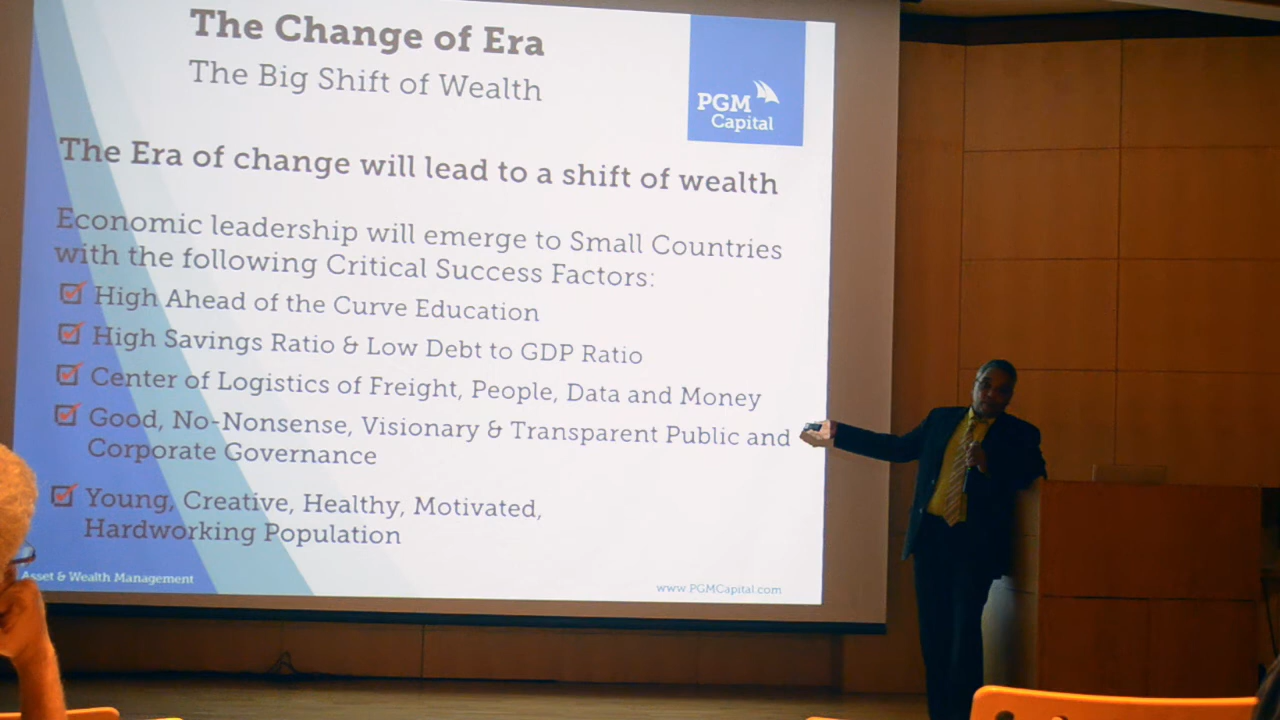 The Change of Era
The Big Shift of Wealth
PGM
Capital
The Era of change will lead to a shift of wealth
Economic leadership will emerge to Small Countries
with the following Critical Success Factors:
High Ahead of the Curve Education
High Savings Ratio & Low Debt to GDP Ratio
Center of Logistics of Freight, People, Data and Money
Good, No-Nonsense, Visionary & Transparent Public and
Corporate Governance
Young, Creative, Healthy, Motivated,
Hardworking Population
Asset & Wealth Management
www.PGMCapital.com